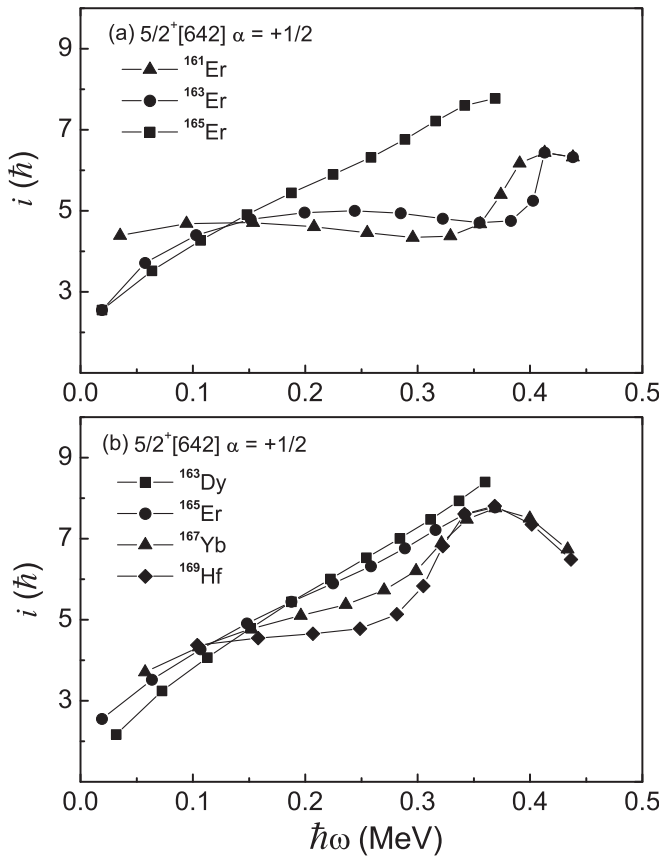 (a) 5/2⁺[642] α = +1/2
¹⁶¹Er
¹⁶³Er
¹⁶⁵Er
i (ħ)
9
7
5
3
0.0 0.1 0.2 0.3 0.4 0.5
(b) 5/2⁺[642] α = +1/2
¹⁶³Dy
¹⁶⁵Er
¹⁶⁷Yb
¹⁶⁹Hf
i (ħ)
9
7
5
3
0.0 0.1 0.2 0.3 0.4 0.5
ħω (MeV)